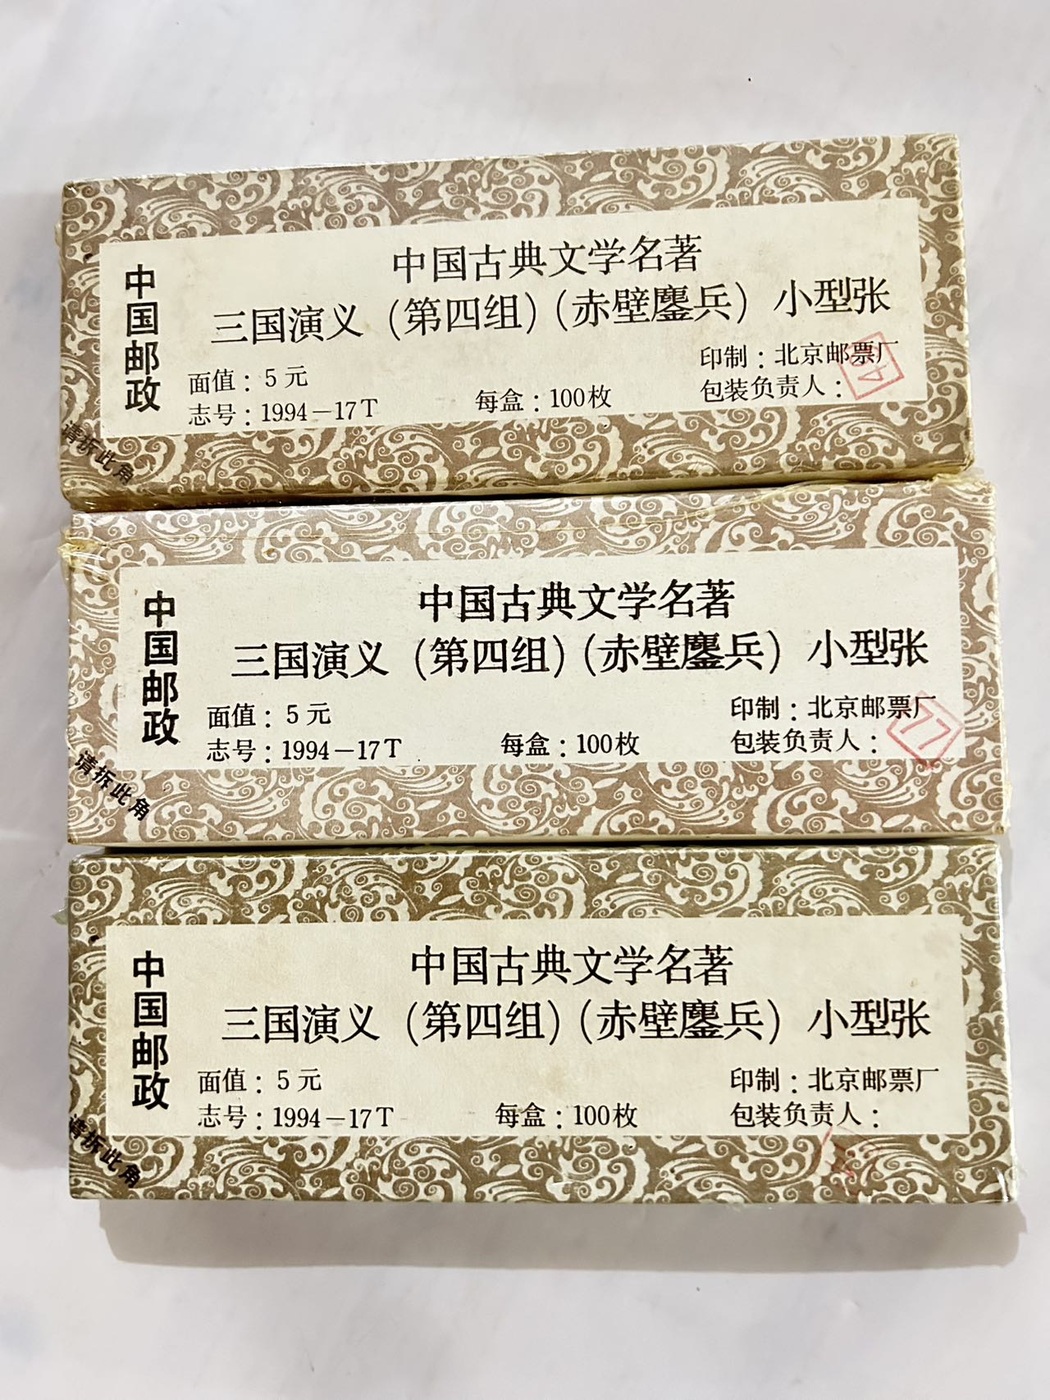 中国古典文学名著
三国演义（第四组）（赤壁鏖兵）小型张
中国邮政
面值：5元
印制：北京邮票厂
志号：1994－17T
每盒：100枚
包装负责人：
请拆此角
中国古典文学名著
三国演义（第四组）（赤壁鏖兵）小型张
中国邮政
面值：5元
印制：北京邮票厂
志号：1994－17T
每盒：100枚
包装负责人：
77
请拆此角
中国古典文学名著
三国演义（第四组）（赤壁鏖兵）小型张
中国邮政
面值：5元
印制：北京邮票厂
志号：1994－17T
每盒：100枚
包装负责人：
请拆此角